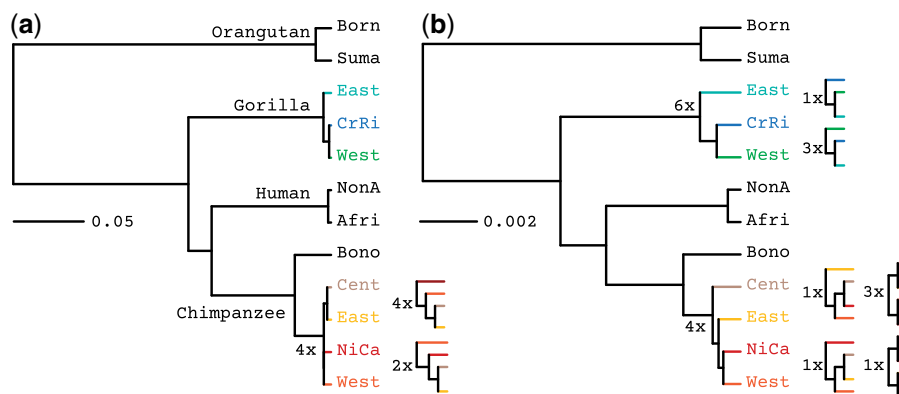 (a)
Orangutan
Born
Suma
Gorilla
East
CrRi
West
Human
NonA
Afri
0.05
Bono
Chimpanzee
Cent
East
4x
NiCa
West
4x
2x
(b)
Born
Suma
6x
East
CrRi
West
1x
3x
NonA
Afri
0.002
Bono
Cent
East
4x
NiCa
West
1x
3x
1x
1x